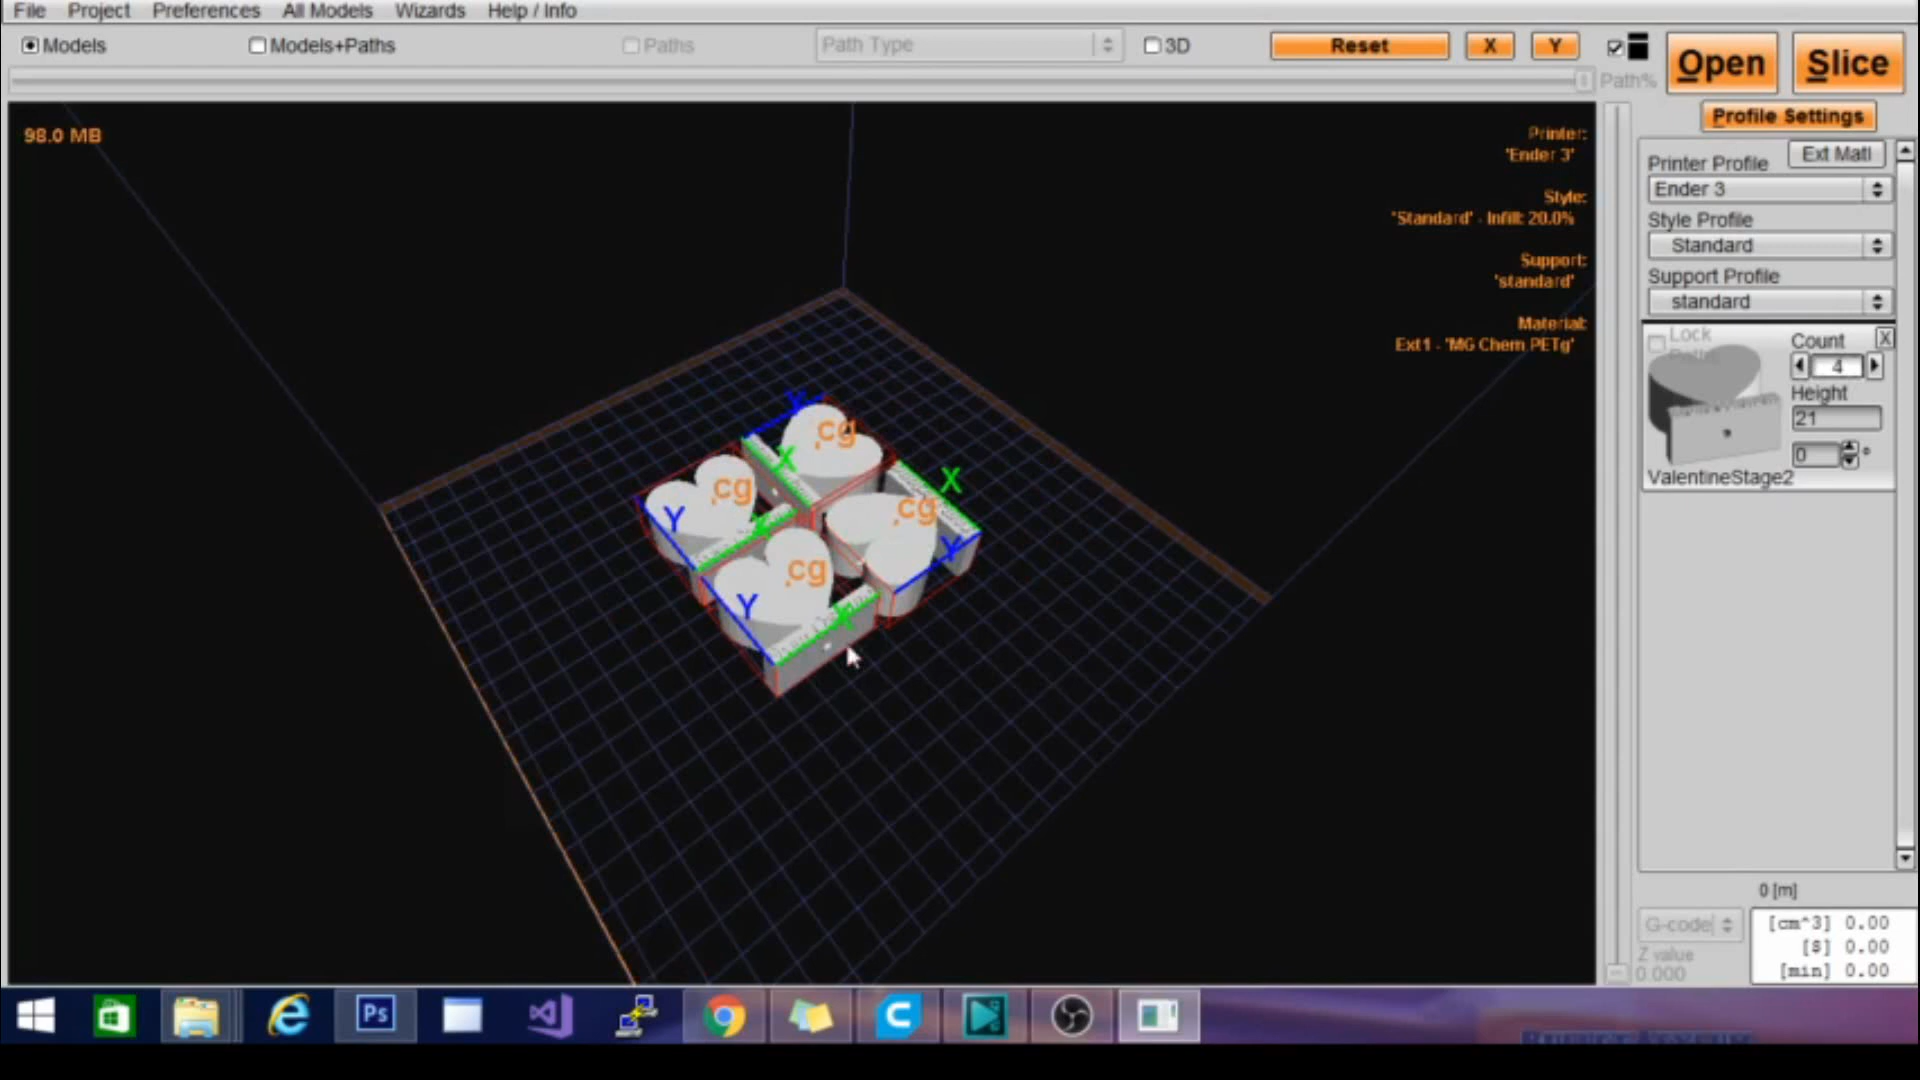 File Project Preferences All Models Wizards Help / Info
Models Models+Paths Paths Path Type 3D Reset X Y
Path%
Open Slice
Profile Settings
98.0 MB
Printer:
'Ender 3'
Style:
'Standard' - Infill: 20.0%
Support:
'standard'
Material:
Ext1 - 'MG Chem PETg'
Printer Profile Ext Matl
Ender 3
Style Profile
Standard
Support Profile
standard
Lock
Count X
4
Height
21
0 °
ValentineStage2
Y cg
X X
cg
Y cg
X Y
cg
Y X
0 [m]
G-code
Z value
0.000
[cm^3] 0.00
[$] 0.00
[min] 0.00
Ps